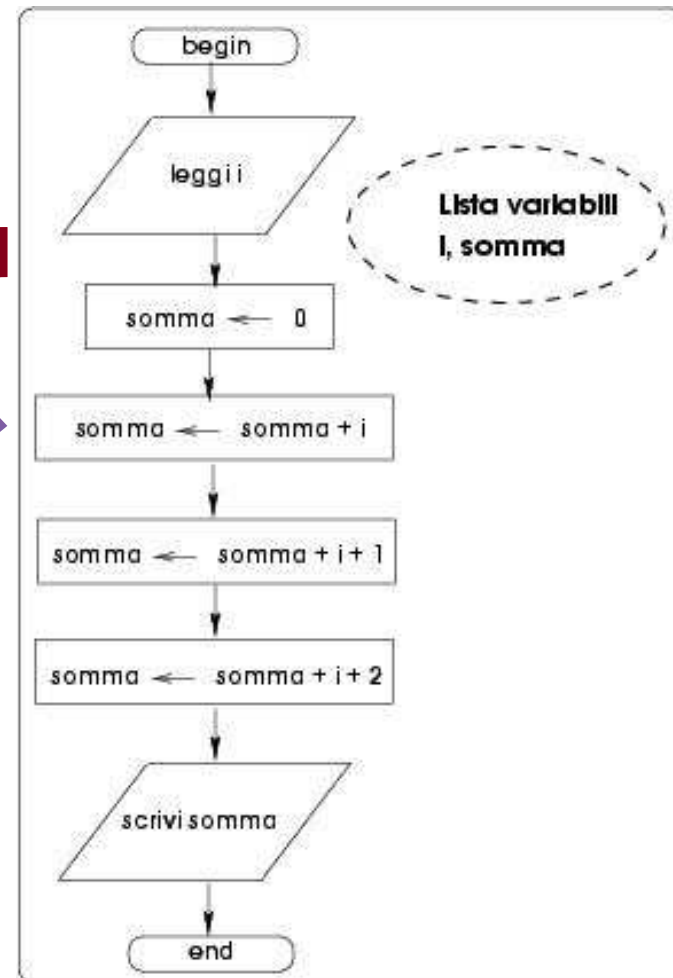 begin
leggi i
Lista variabili
i, somma
somma ← 0
somma ← somma + i
somma ← somma + i + 1
somma ← somma + i + 2
scrivi somma
end